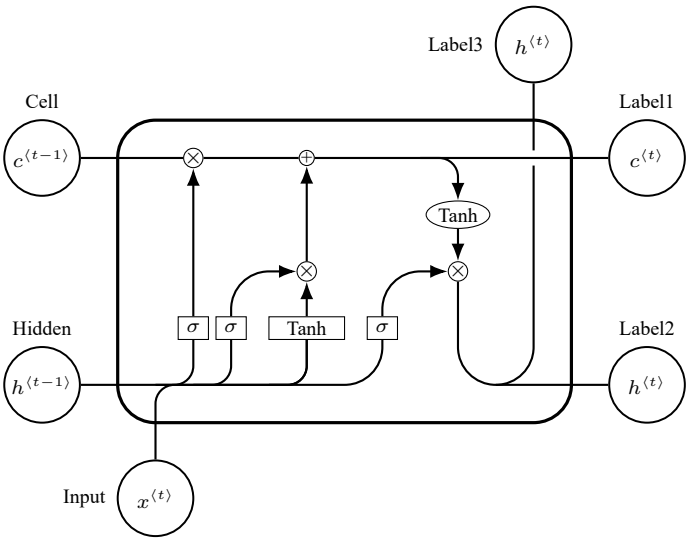 Label3
h⟨t⟩
Cell
Label1
c⟨t−1⟩
× +
c⟨t⟩
Tanh
× ×
Hidden
σ σ Tanh σ
Label2
h⟨t−1⟩
h⟨t⟩
Input
x⟨t⟩